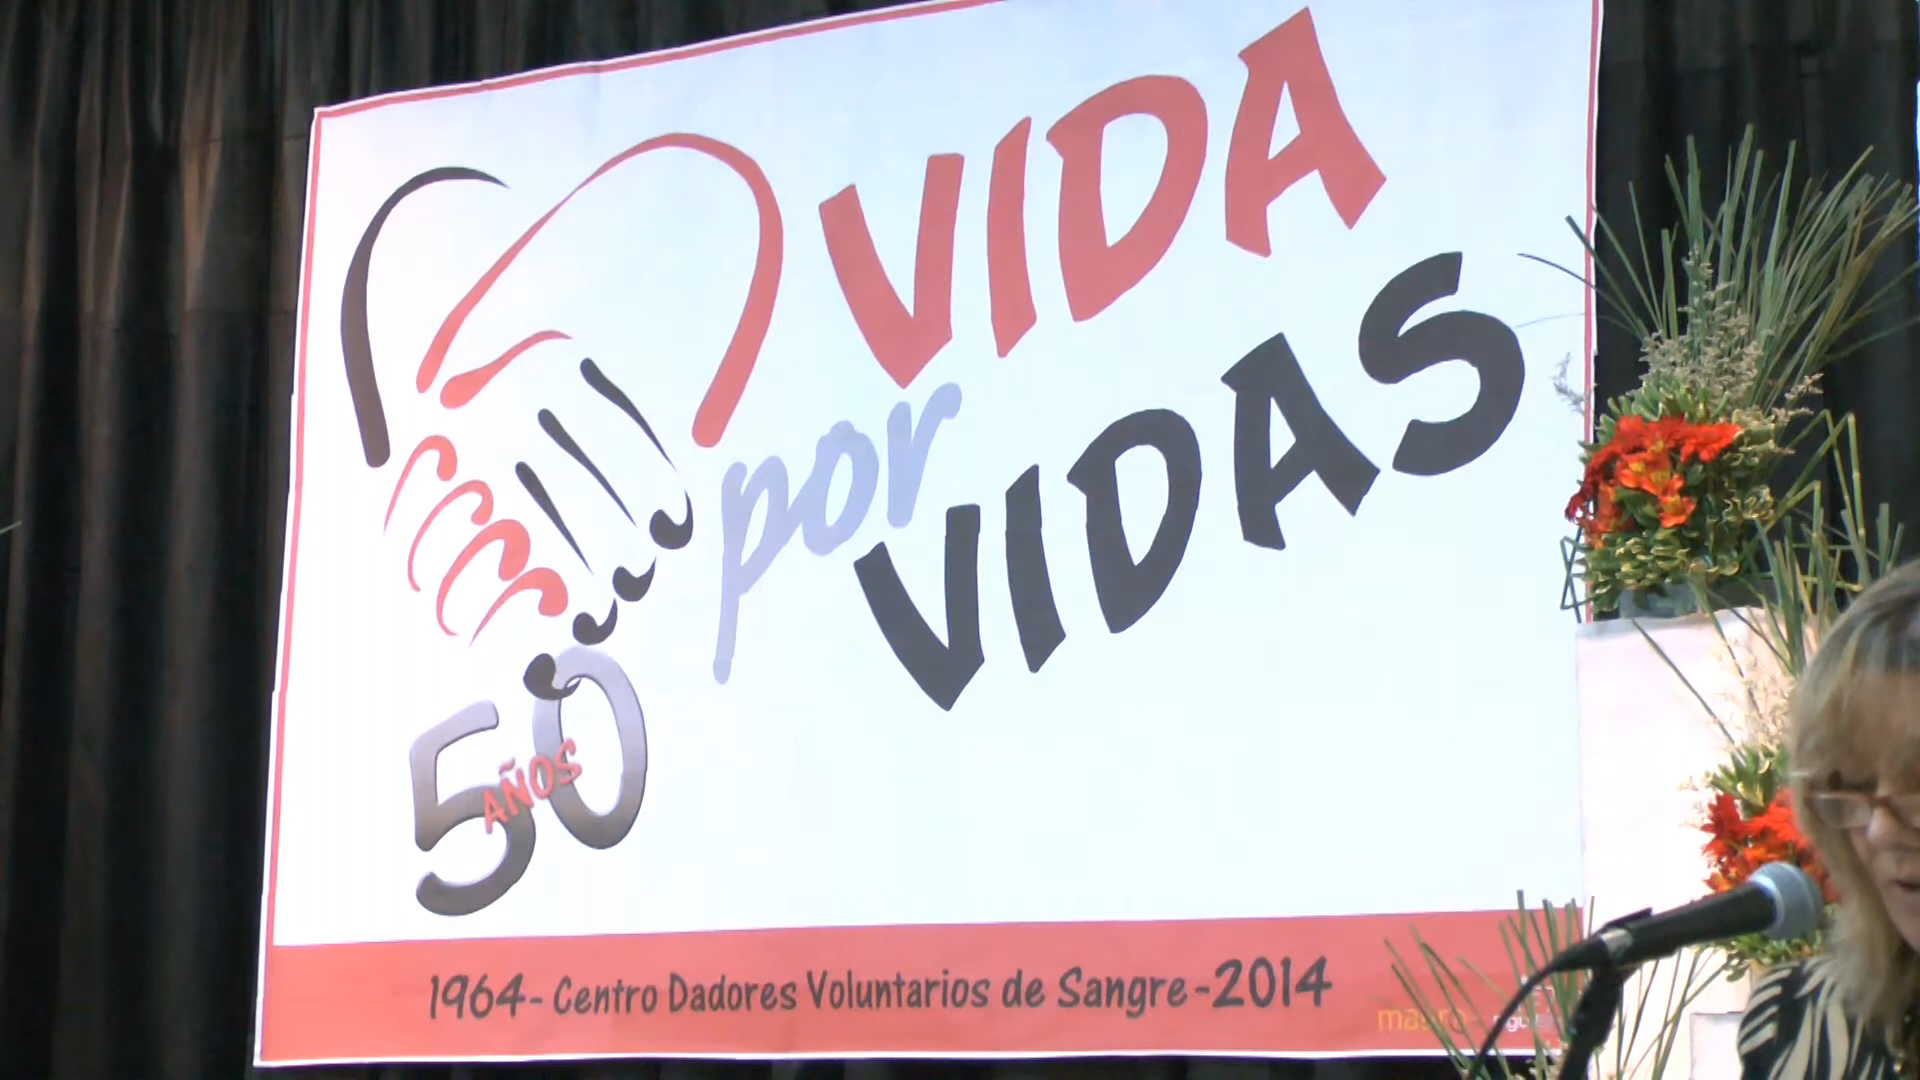 VIDA
por
VIDAS
50
AÑOS
1964- Centro Dadores Voluntarios de Sangre -2014